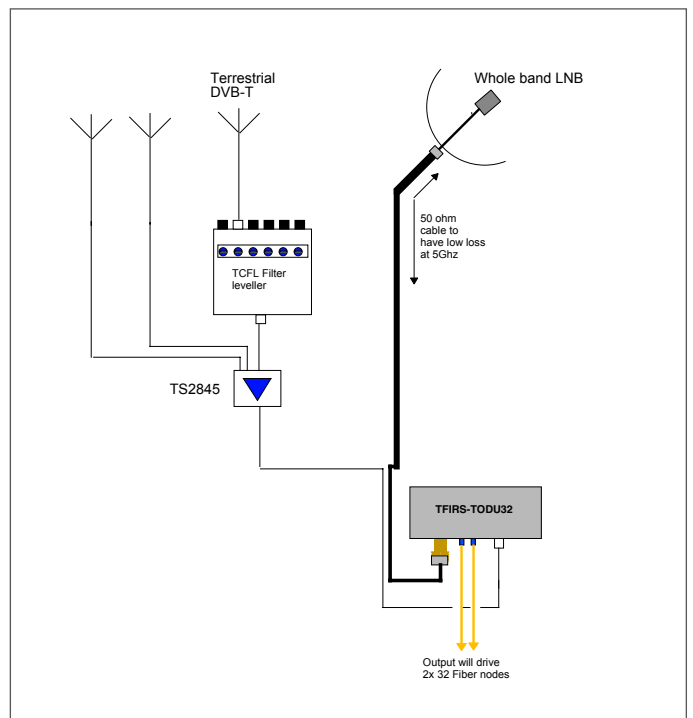 Terrestrial
DVB-T
Whole band LNB
50 ohm
cable to
have low loss
at 5Ghz
TCFL Filter
leveller
TS2845
TFIRS-TODU32
Output will drive
2x 32 Fiber nodes